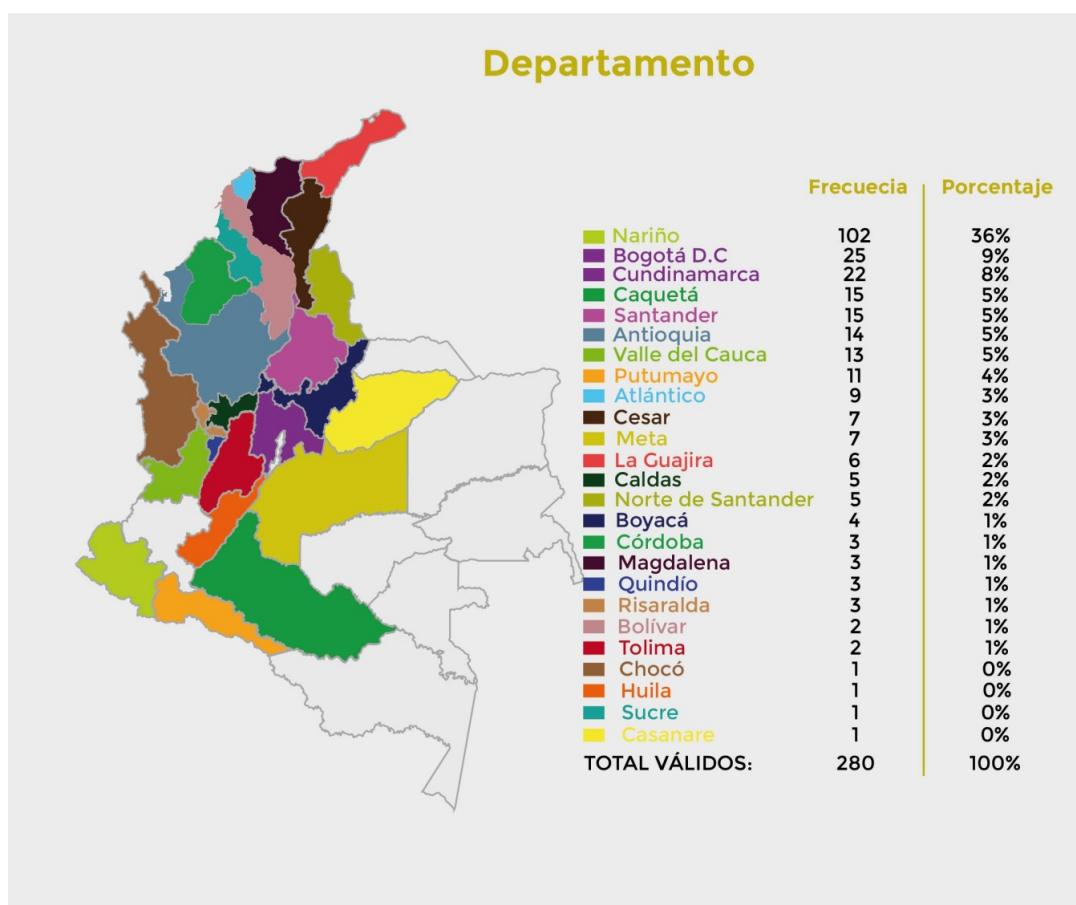 Departamento
Frecuecia Porcentaje
Nariño 102 36%
Bogotá D.C 25 9%
Cundinamarca 22 8%
Caquetá 15 5%
Santander 15 5%
Antioquia 14 5%
Valle del Cauca 13 5%
Putumayo 11 4%
Atlántico 9 3%
Cesar 7 3%
Meta 7 3%
La Guajira 6 2%
Caldas 5 2%
Norte de Santander 5 2%
Boyacá 4 1%
Córdoba 3 1%
Magdalena 3 1%
Quindío 3 1%
Risaralda 3 1%
Bolívar 2 1%
Tolima 2 1%
Chocó 1 0%
Huila 1 0%
Sucre 1 0%
Casanare 1 0%
TOTAL VÁLIDOS: 280 100%